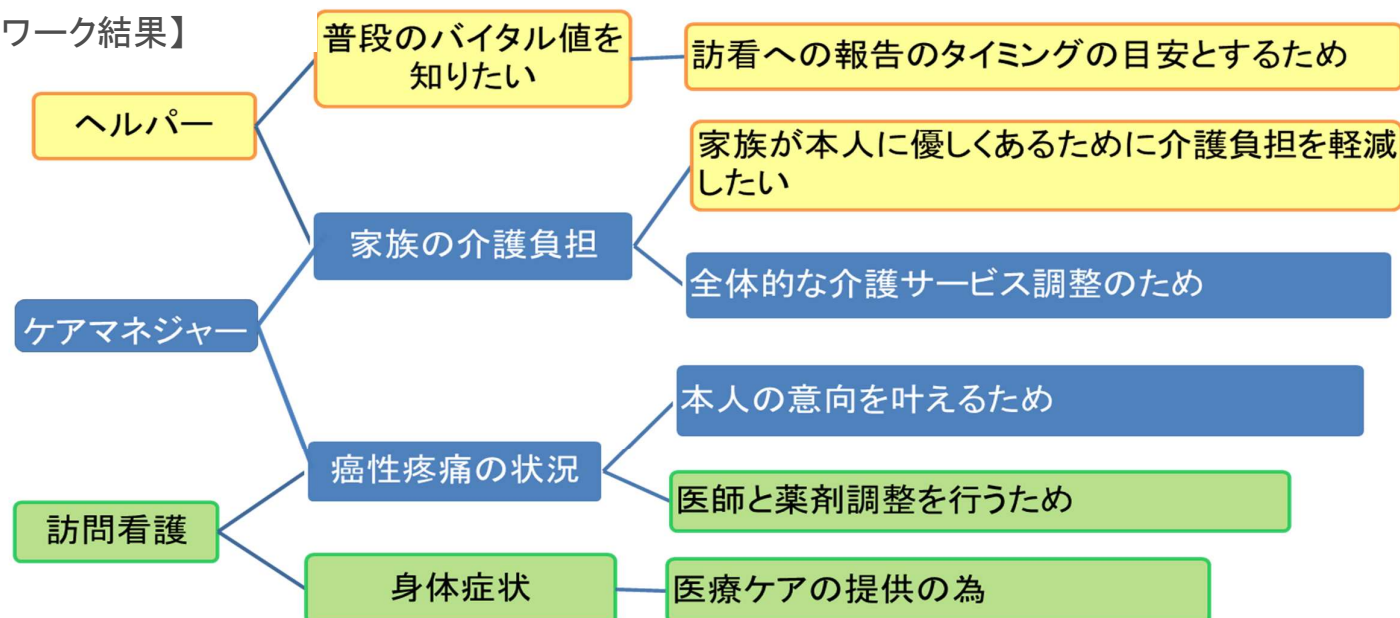 ワーク結果】
普段のバイタル値を
知りたい
訪看への報告のタイミングの目安とするため
ヘルパー
家族が本人に優しくあるために介護負担を軽減
したい
家族の介護負担
全体的な介護サービス調整のため
ケアマネジャー
本人の意向を叶えるため
癌性疼痛の状況
医師と薬剤調整を行うため
訪問看護
身体症状
医療ケアの提供の為